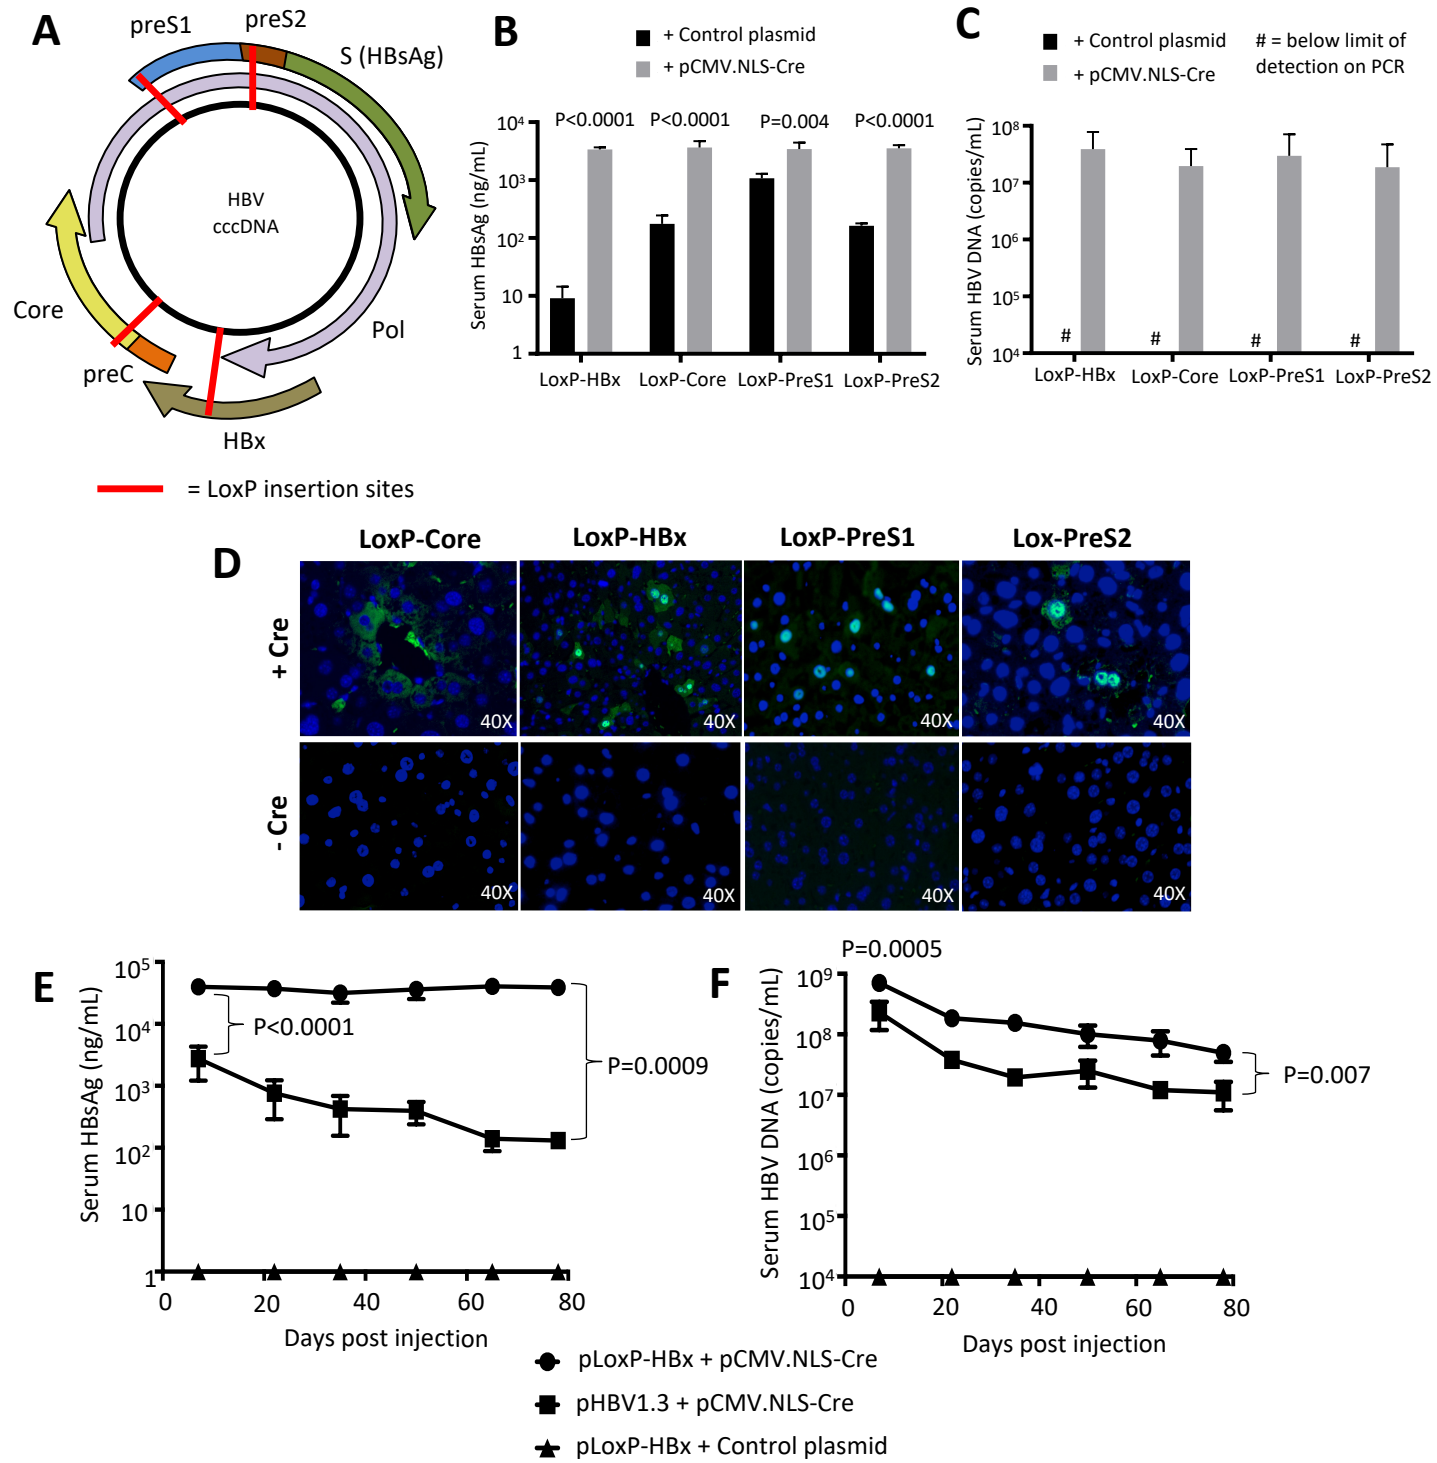 A
preS1
preS2
S (HBsAg)
HBV
cccDNA
Core
Pol
preC
HBx
= LoxP insertion sites
B
+ Control plasmid
+ pCMV.NLS-Cre
P<0.0001
P<0.0001
P=0.004
P<0.0001
Serum HBsAg (ng/mL)
10⁴
10³
10²
10
1
LoxP-HBx
LoxP-Core
LoxP-PreS1
LoxP-PreS2
C
+ Control plasmid
+ pCMV.NLS-Cre
# = below limit of
detection on PCR
Serum HBV DNA (copies/mL)
10⁸
10⁷
10⁶
10⁵
10⁴
#
#
#
#
LoxP-HBx
LoxP-Core
LoxP-PreS1
LoxP-PreS2
D
LoxP-Core
LoxP-HBx
LoxP-PreS1
Lox-PreS2
+ Cre
40X
40X
40X
40X
- Cre
40X
40X
40X
40X
E
Serum HBsAg (ng/mL)
10⁵
10⁴
10³
10²
10
1
P<0.0001
P=0.0009
0
20
40
60
80
Days post injection
F
P=0.0005
Serum HBV DNA (copies/mL)
10⁹
10⁸
10⁷
10⁶
10⁵
10⁴
P=0.007
0
20
40
60
80
Days post injection
pLoxP-HBx + pCMV.NLS-Cre
pHBV1.3 + pCMV.NLS-Cre
pLoxP-HBx + Control plasmid